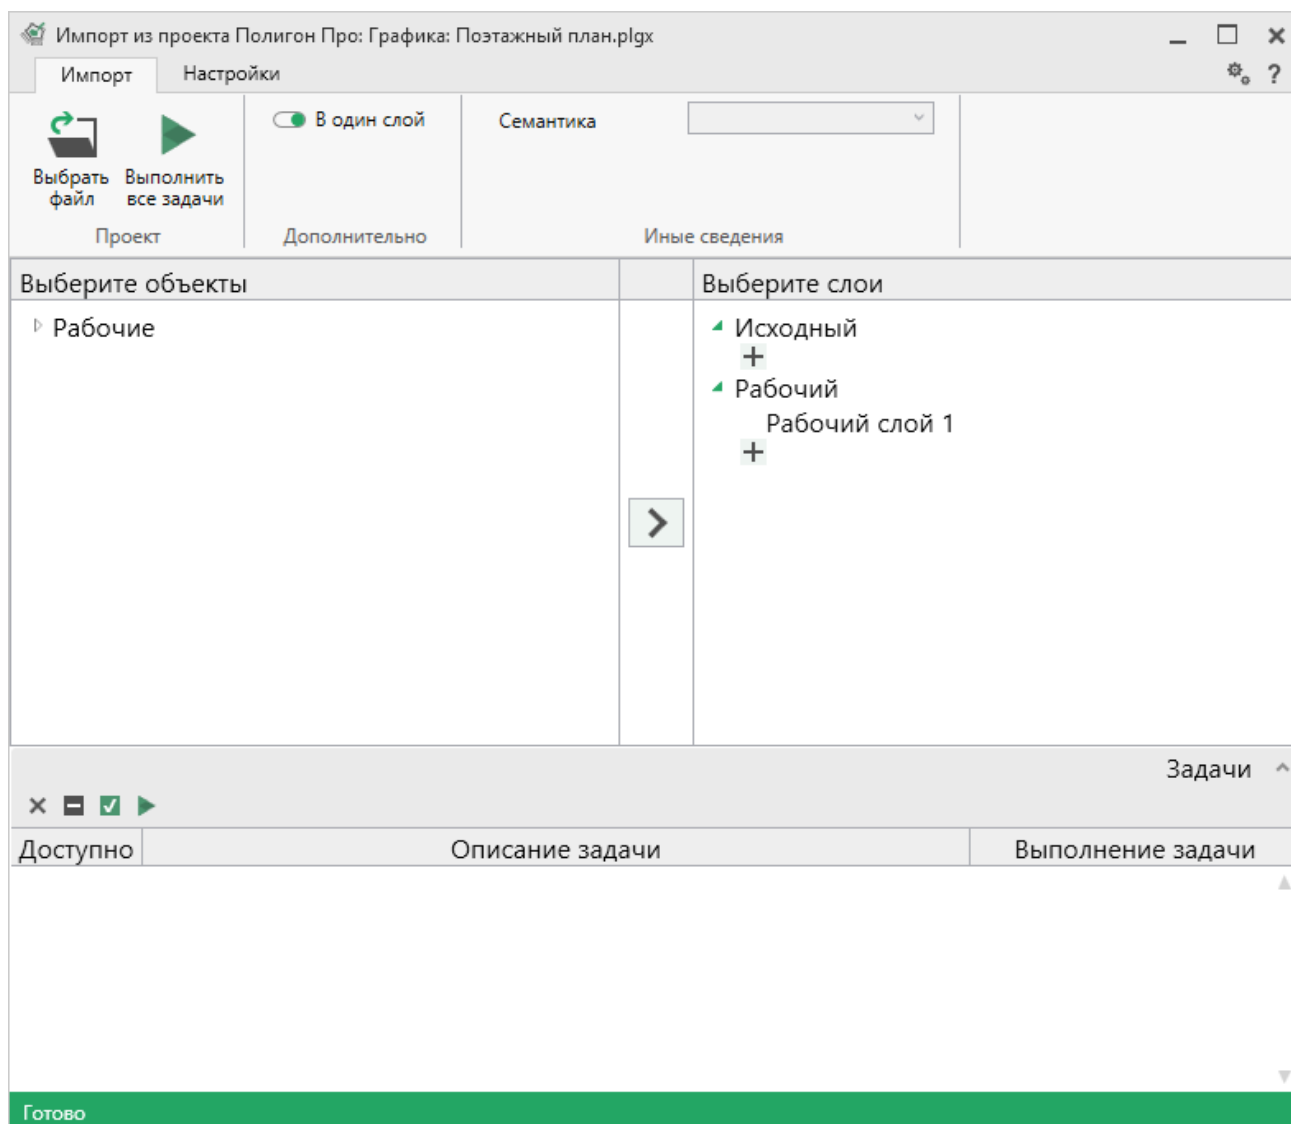 Импорт из проекта Полигон Про: Графика: Поэтажный план.plgx
Импорт
Настройки
?
Выбрать файл
Выполнить все задачи
Проект
В один слой
Дополнительно
Семантика
Иные сведения
Выберите объекты
Выберите слои
Рабочие
Исходный
Рабочий
Рабочий слой 1
Задачи
Доступно
Описание задачи
Выполнение задачи
Готово